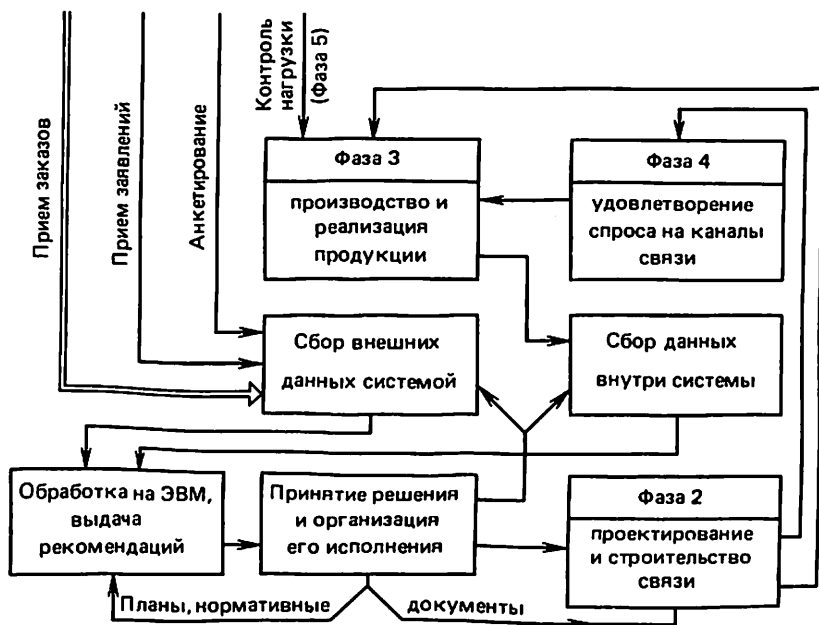 Прием заказов
Прием заявлений
Анкетирование
Контроль
нагрузки
(Фаза 5)
Фаза 3
производство и
реализация
продукции
Фаза 4
удовлетворение
спроса на каналы
связи
Сбор внешних
данных системой
Сбор данных
внутри системы
Обработка на ЭВМ,
выдача
рекомендаций
Принятие решения
и организация
его исполнения
Фаза 2
проектирование
и строительство
связи
Планы, нормативные документы